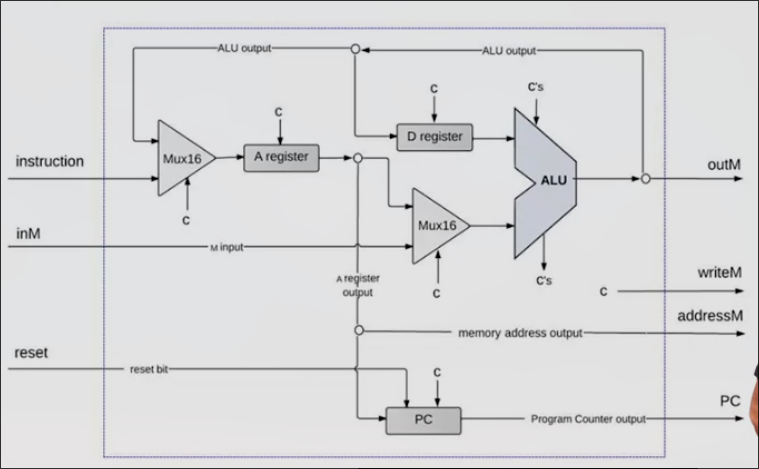 ALU output
ALU output
C
C
C's
Mux16
A register
D register
instruction
ALU
outM
C
Mux16
inM
M input
A register
output
C
C's
C
writeM
addressM
memory address output
reset
reset bit
C
PC
PC
Program Counter output